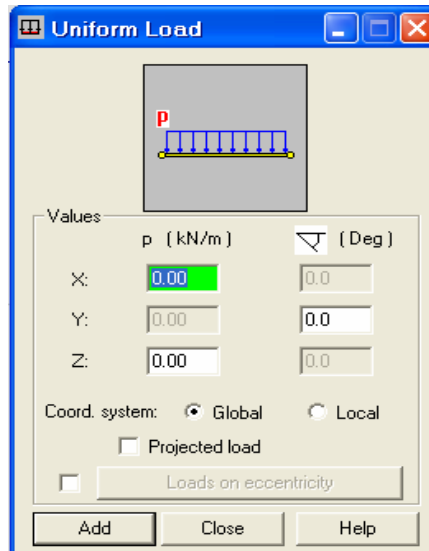 Uniform Load
P
Values
p (kN/m) (Deg)
X: 0.00 0.0
Y: 0.00 0.0
Z: 0.00 0.0
Coord. system: Global Local
Projected load
Loads on eccentricity
Add Close Help